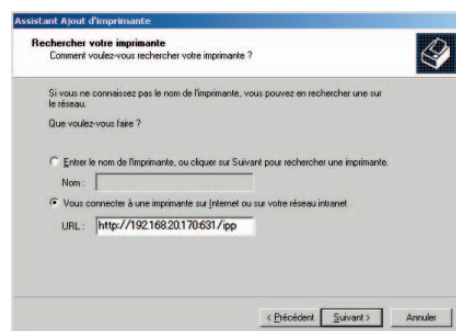 Assistant Ajout d'imprimante
Rechercher votre imprimante
Comment voulez-vous rechercher votre imprimante ?
Si vous ne connaissez pas le nom de l'imprimante, vous pouvez en rechercher une sur
le réseau.
Que voulez-vous faire ?
Entrer le nom de l'imprimante, ou cliquer sur Suivant pour rechercher une imprimante.
Nom :
Vous connecter à une imprimante sur Internet ou sur votre réseau intranet
URL : http://192.168.20.170:631/ipp
< Précédent Suivant > Annuler